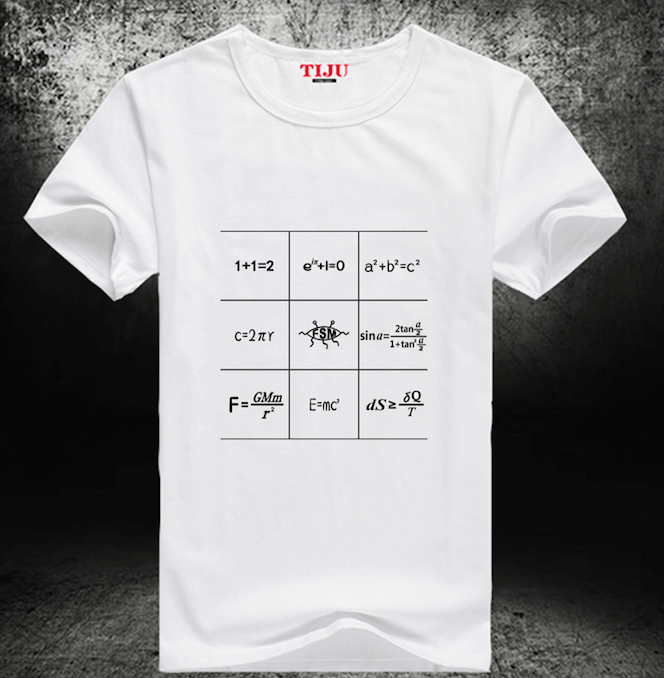 TIJU
1+1=2
e^iπ+1=0
a²+b²=c²
c=2πr
FSM
sin a = 2tan a/2 / 1+tan² a/2
F = GMm / r²
E=mc²
dS ≥ δQ / T